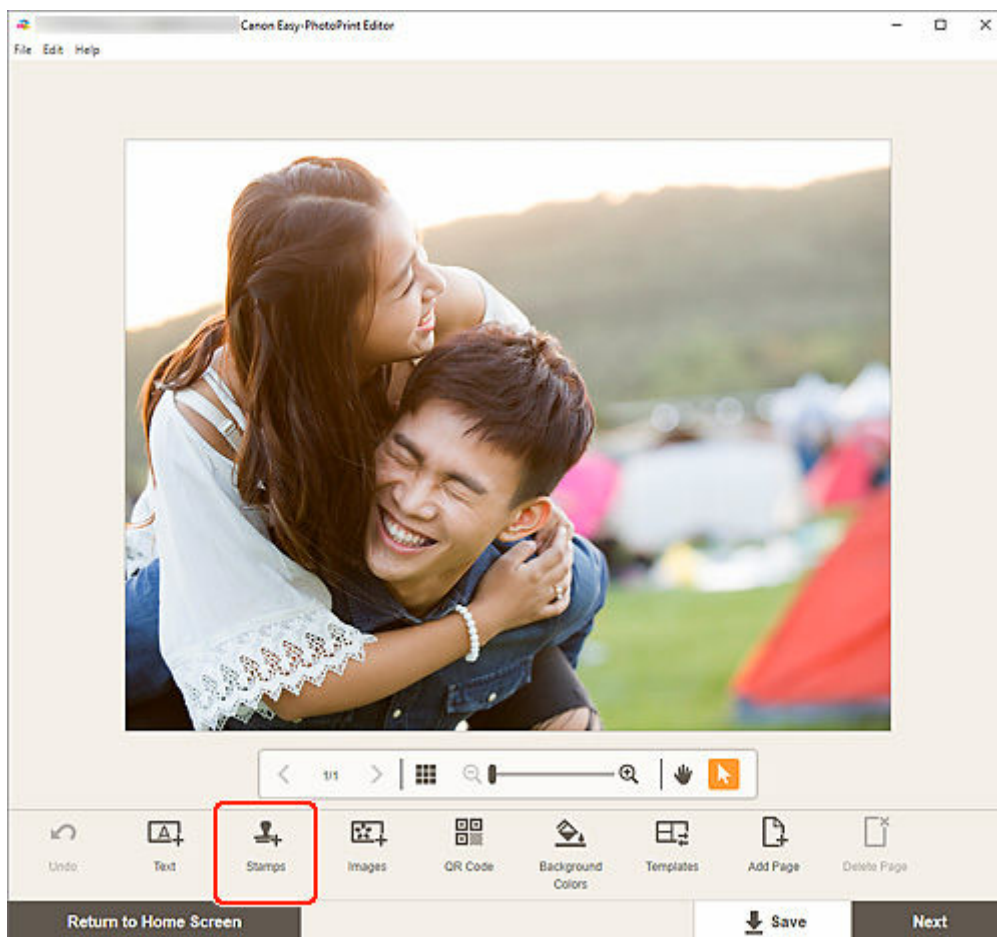 Canon Easy-PhotoPrint Editor
File Edit Help
1/1
Undo
Text
Stamps
Images
QR Code
Background
Colors
Templates
Add Page
Delete Page
Return to Home Screen
Save
Next